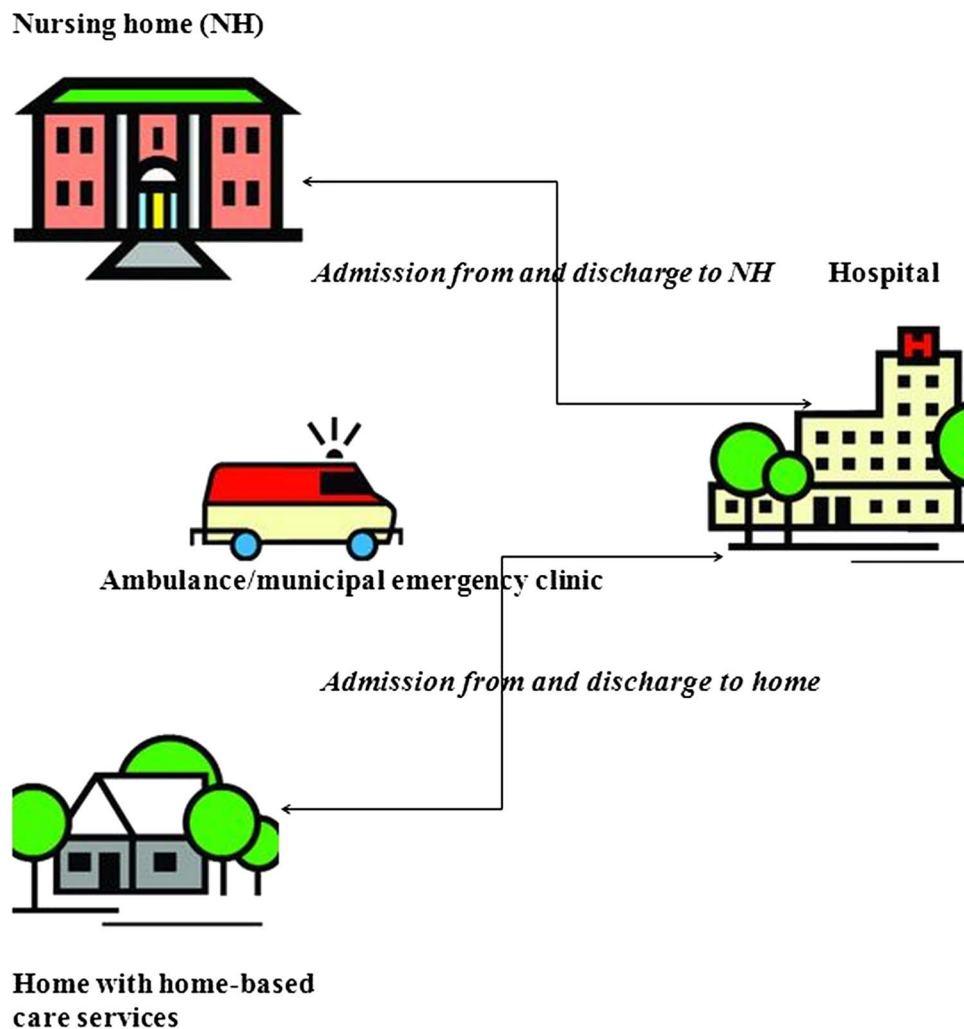 Nursing home (NH)
Admission from and discharge to NH
Hospital
H
Ambulance/municipal emergency clinic
Admission from and discharge to home
Home with home-based
care services